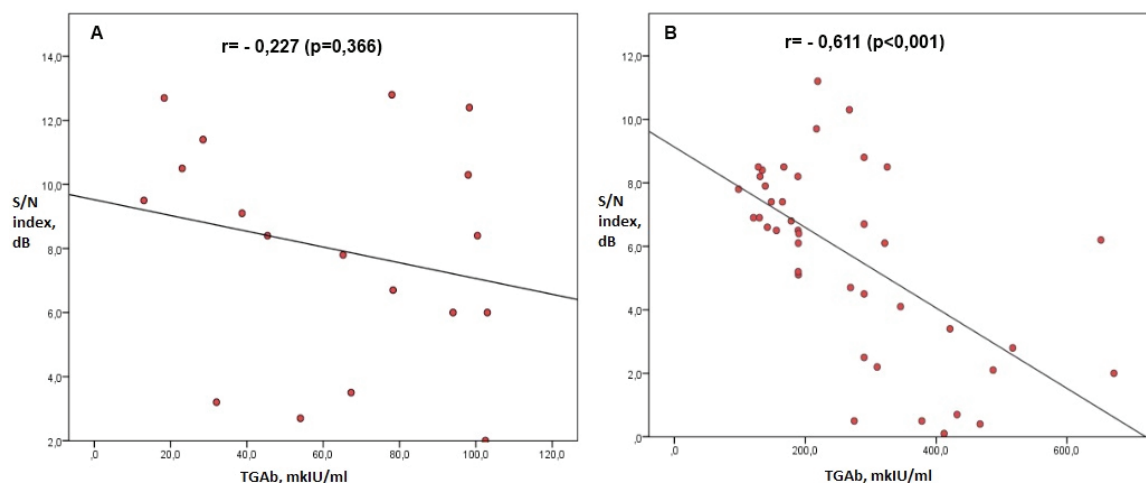 A
r= - 0,227 (p=0,366)
14,0
12,0
10,0
S/N
index,
dB
8,0
6,0
4,0
2,0
,0 20,0 40,0 60,0 80,0 100,0 120,0
TGAb, mkIU/ml
B
r= - 0,611 (p<0,001)
12,0
10,0
8,0
S/N
index,
dB
6,0
4,0
2,0
,0
,0 200,0 400,0 600,0
TGAb, mkIU/ml